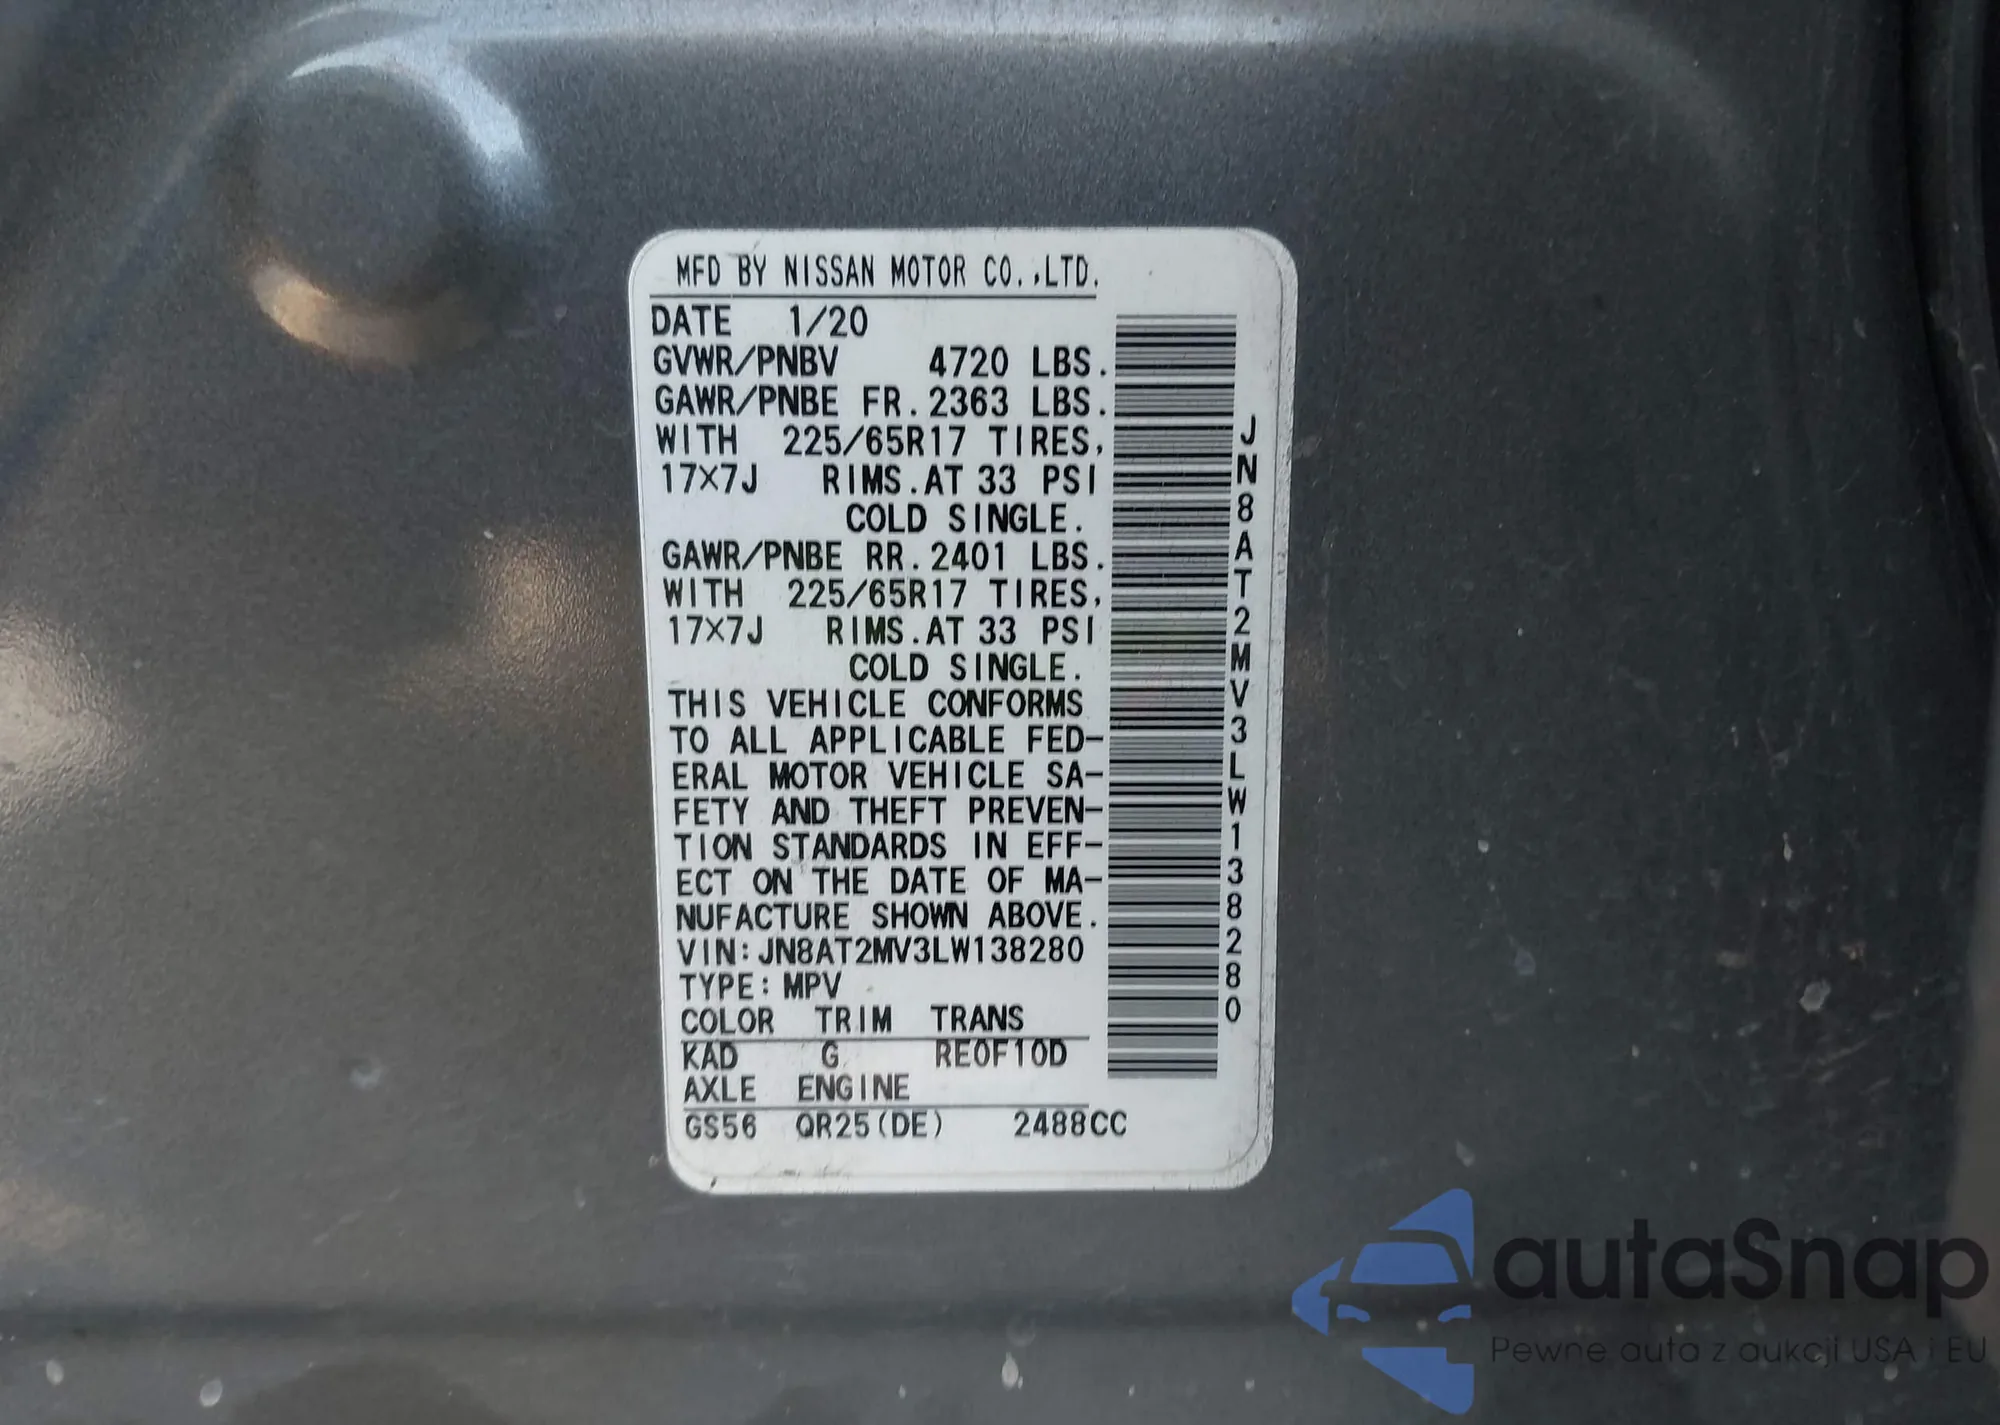 MFD BY NISSAN MOTOR CO.,LTD.
DATE 1/20
GVWR/PNBV 4720 LBS.
GAWR/PNBE FR. 2363 LBS.
WITH 225/65R17 TIRES,
17X7J RIMS.AT 33 PSI
COLD SINGLE.
GAWR/PNBE RR. 2401 LBS.
WITH 225/65R17 TIRES,
17X7J RIMS.AT 33 PSI
COLD SINGLE.
THIS VEHICLE CONFORMS
TO ALL APPLICABLE FED-
ERAL MOTOR VEHICLE SA-
FETY AND THEFT PREVEN-
TION STANDARDS IN EFF-
ECT ON THE DATE OF MA-
NUFACTURE SHOWN ABOVE.
VIN:JN8AT2MV3LW138280
TYPE:MPV
COLOR TRIM TRANS
KAD G RE0F10D
AXLE ENGINE
GS56 QR25(DE) 2488CC
JN8AT2MV3LW138280
autaSnap
Pewne auta z aukcji USA i EU